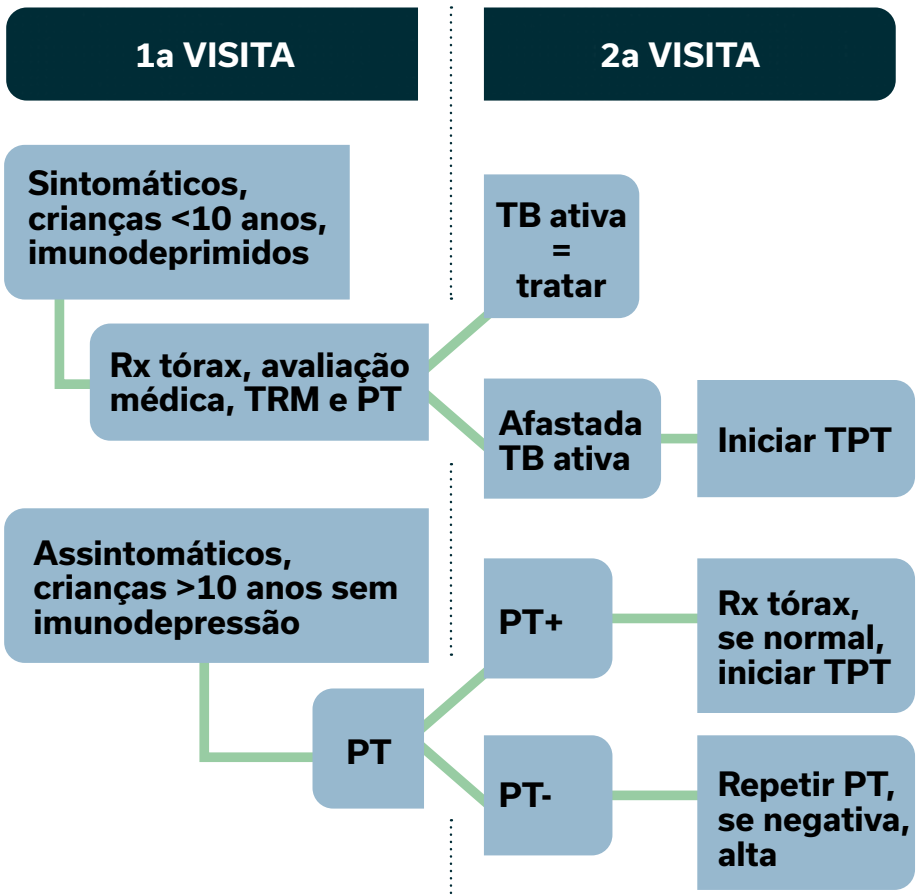 1a VISITA
2a VISITA
Sintomáticos,
crianças <10 anos,
imunodeprimidos
Rx tórax, avaliação
médica, TRM e PT
TB ativa
=
tratar
Afastada
TB ativa
Iniciar TPT
Assintomáticos,
crianças >10 anos sem
imunodepressão
PT
PT+
Rx tórax,
se normal,
iniciar TPT
PT-
Repetir PT,
se negativa,
alta